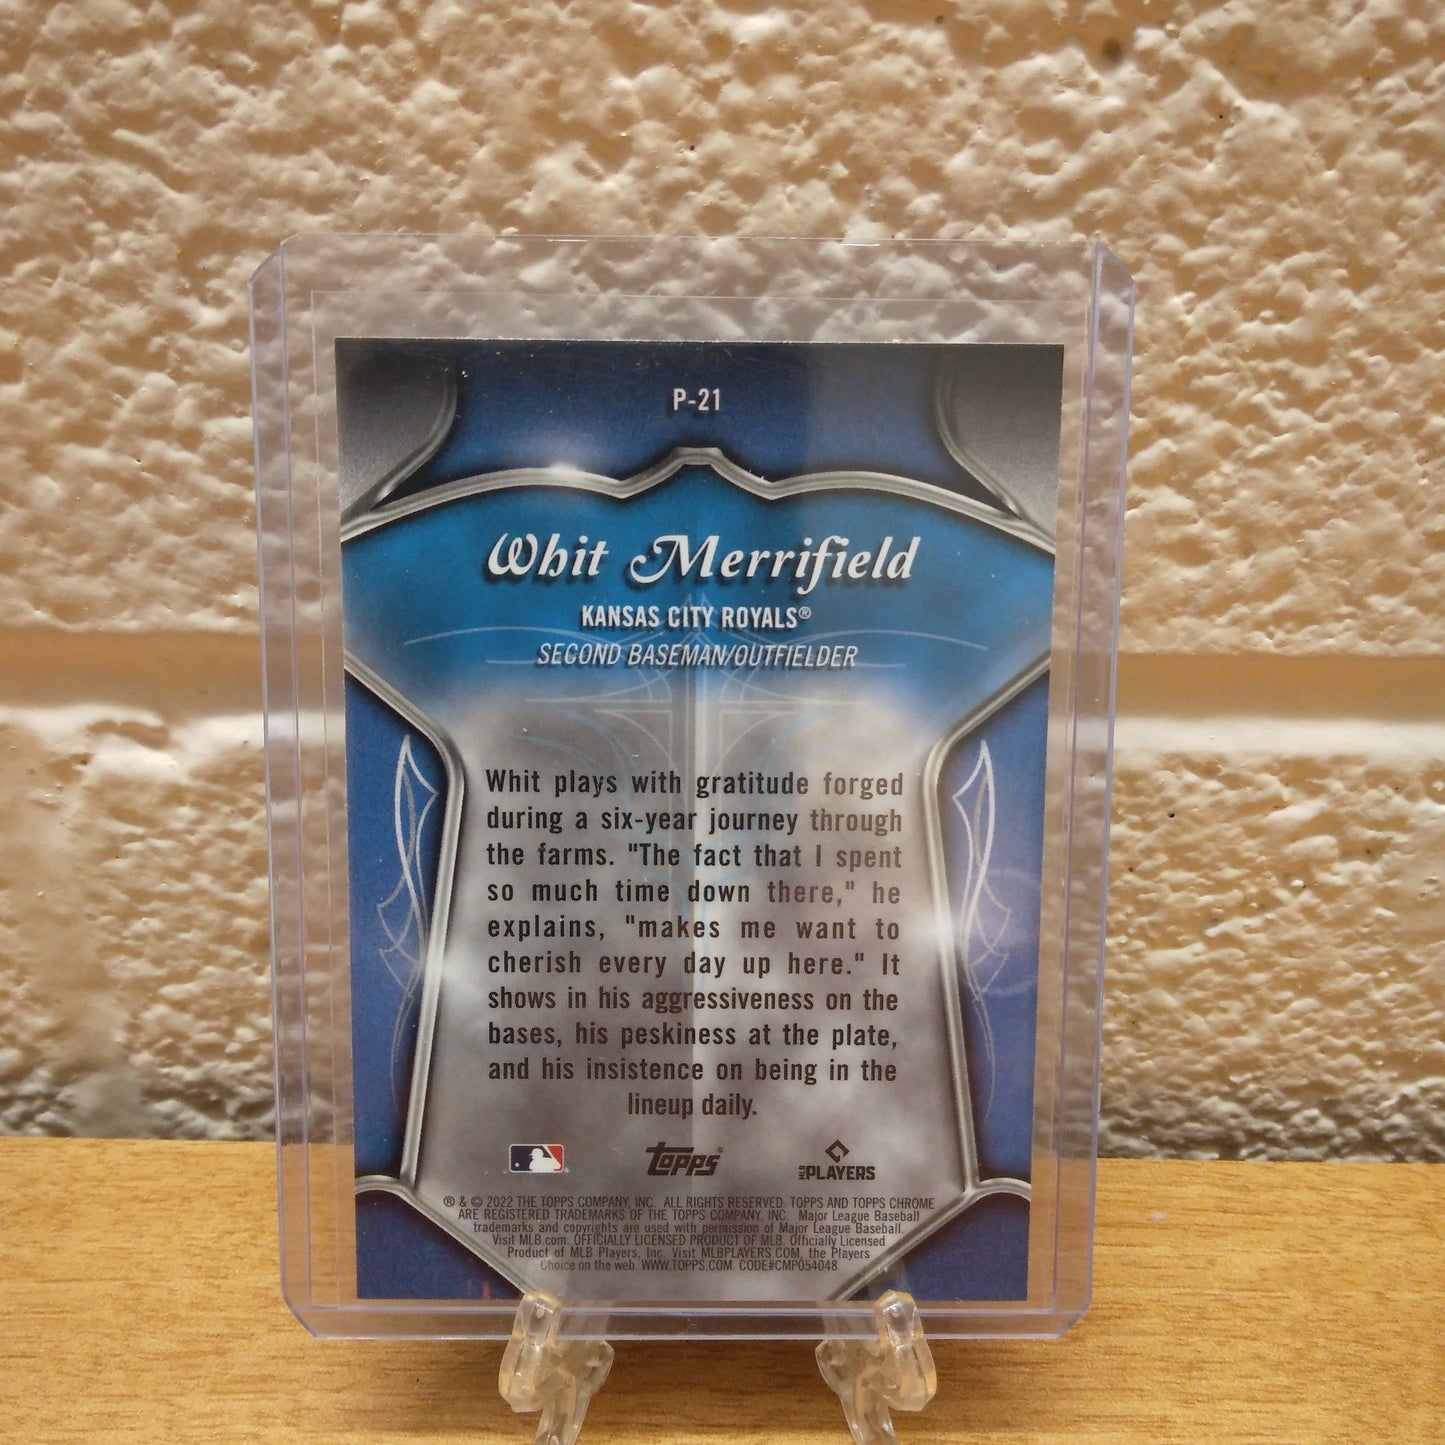 P-21
Whit Merrifield
KANSAS CITY ROYALS®
SECOND BASEMAN/OUTFIELDER
Whit plays with gratitude forged
during a six-year journey through
the farms. "The fact that I spent
so much time down there," he
explains, "makes me want to
cherish every day up here." It
shows in his aggressiveness on the
bases, his peskiness at the plate,
and his insistence on being in the
lineup daily.
topps® MLB PLAYERS
® & © 2022 THE TOPPS COMPANY, INC. ALL RIGHTS RESERVED. TOPPS AND TOPPS CHROME
ARE REGISTERED TRADEMARKS OF THE TOPPS COMPANY, INC. Major League Baseball
trademarks and copyrights are used with permission of Major League Baseball.
Visit MLB.com. OFFICIALLY LICENSED PRODUCT OF MLB. Officially Licensed
Product of MLB Players, Inc. Visit MLBPLAYERS.COM, the Players
Choice on the web. WWW.TOPPS.COM. CODE#CMP054048